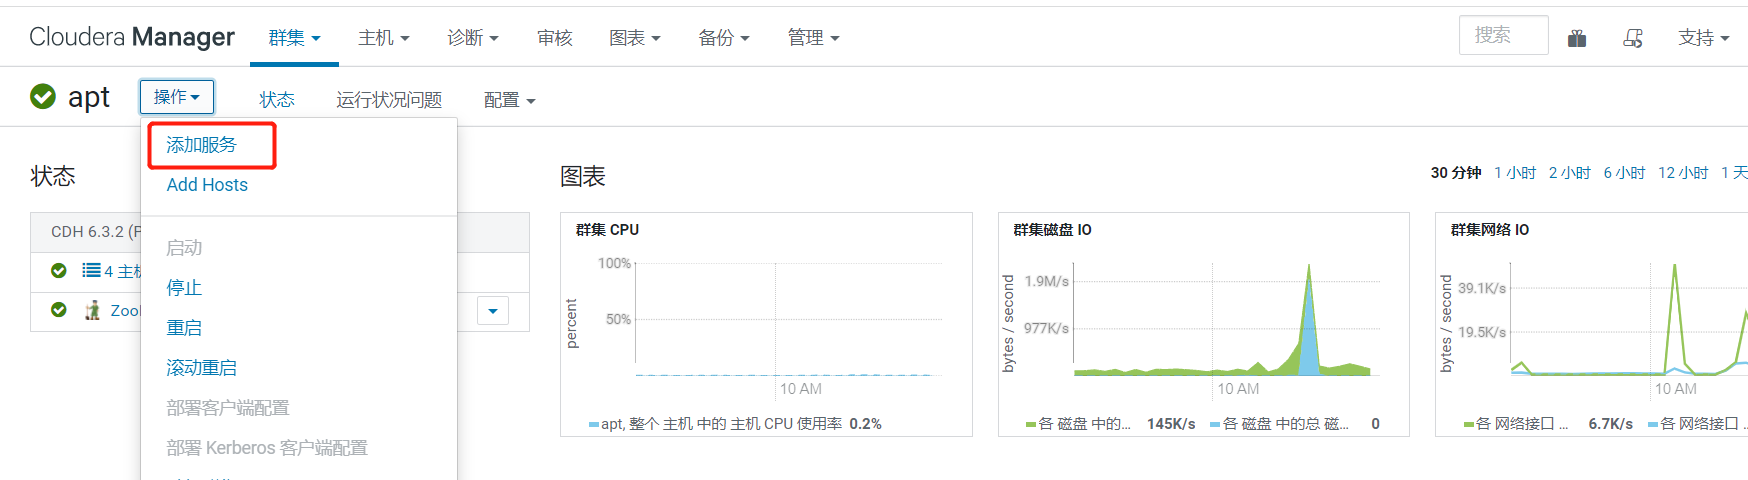 Cloudera Manager 群集 主机 诊断 审核 图表 备份 管理 搜索 支持
apt 操作 状态 运行状况问题 配置
添加服务
Add Hosts
启动
停止
重启
滚动重启
部署客户端配置
部署 Kerberos 客户端配置
状态
CDH 6.3.2
4 主机
图表
30 分钟 1 小时 2 小时 6 小时 12 小时 1 天
群集 CPU
percent
100%
50%
10 AM
apt, 整个 主机 中的 主机 CPU 使用率 0.2%
群集磁盘 IO
bytes / second
1.9M/s
977K/s
10 AM
各 磁盘 中的... 145K/s 各 磁盘 中的总 磁... 0
群集网络 IO
bytes / second
39.1K/s
19.5K/s
10 AM
各 网络接口 ... 6.7K/s 各 网络接口